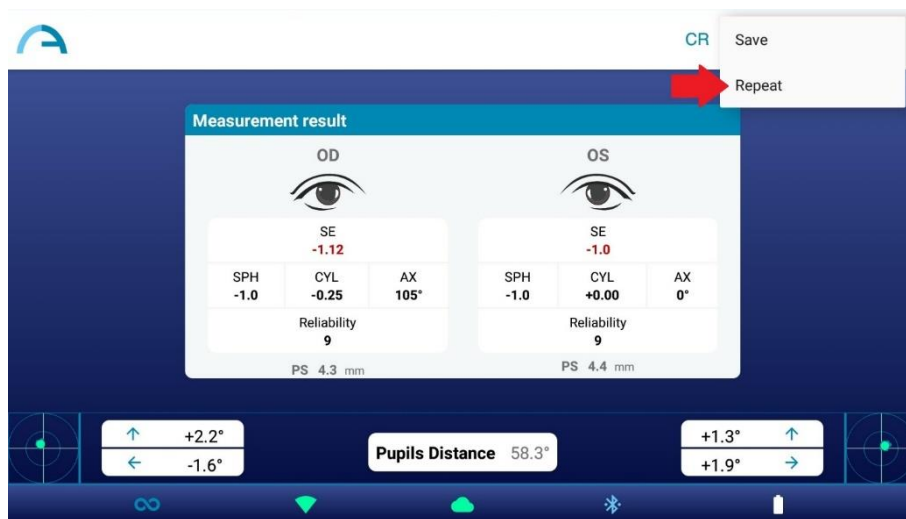 CR
Save
Repeat
Measurement result
OD
OS
SE
-1.12
SE
-1.0
SPH CYL AX
-1.0 -0.25 105°
SPH CYL AX
-1.0 +0.00 0°
Reliability
9
Reliability
9
PS 4.3 mm
PS 4.4 mm
↑ +2.2°
← -1.6°
Pupils Distance 58.3°
+1.3° ↑
+1.9° →